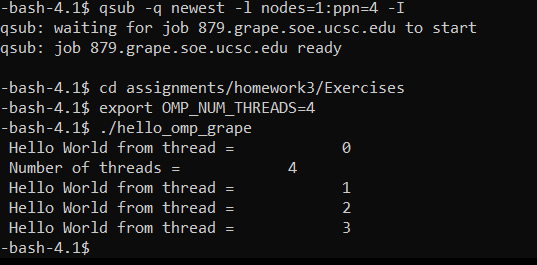 -bash-4.1$ qsub -q newest -l nodes=1:ppn=4 -I
qsub: waiting for job 879.grape.soe.ucsc.edu to start
qsub: job 879.grape.soe.ucsc.edu ready

-bash-4.1$ cd assignments/homework3/Exercises
-bash-4.1$ export OMP_NUM_THREADS=4
-bash-4.1$ ./hello_omp_grape
 Hello World from thread =            0
 Number of threads =            4
 Hello World from thread =            1
 Hello World from thread =            2
 Hello World from thread =            3
-bash-4.1$